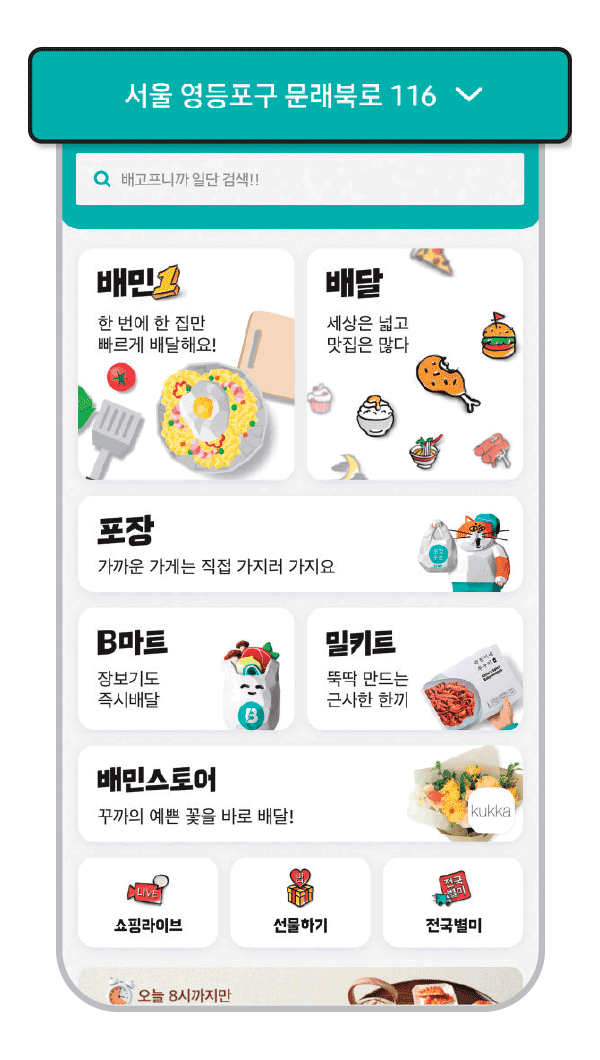 서울 영등포구 문래북로 116
배고프니까 일단 검색!!
배민1
한 번에 한 집만
빠르게 배달해요!
배달
세상은 넓고
맛집은 많다
포장
가까운 가게는 직접 가지러 가지요
B마트
장보기도
즉시배달
B
밀키트
뚝딱 만드는
근사한 한끼
배민스토어
꾸까의 예쁜 꽃을 바로 배달!
kukka
LIVE
쇼핑라이브
밥
선물하기
전국
별미
전국별미
오늘 8시까지만